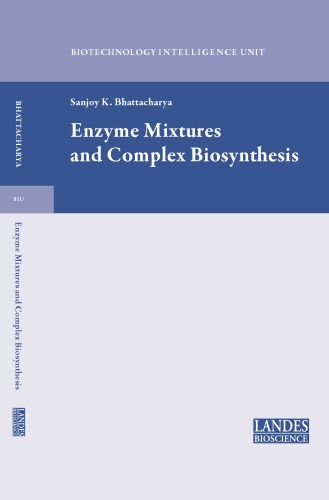 BIOTECHNOLOGY INTELLIGENCE UNIT
Sanjoy K. Bhattacharya
Enzyme Mixtures
and Complex Biosynthesis
LANDES
BIOSCIENCE
BHATTACHARYA
BIU
Enzyme Mixtures and Complex Biosynthesis
LANDES
BIOSCIENCE